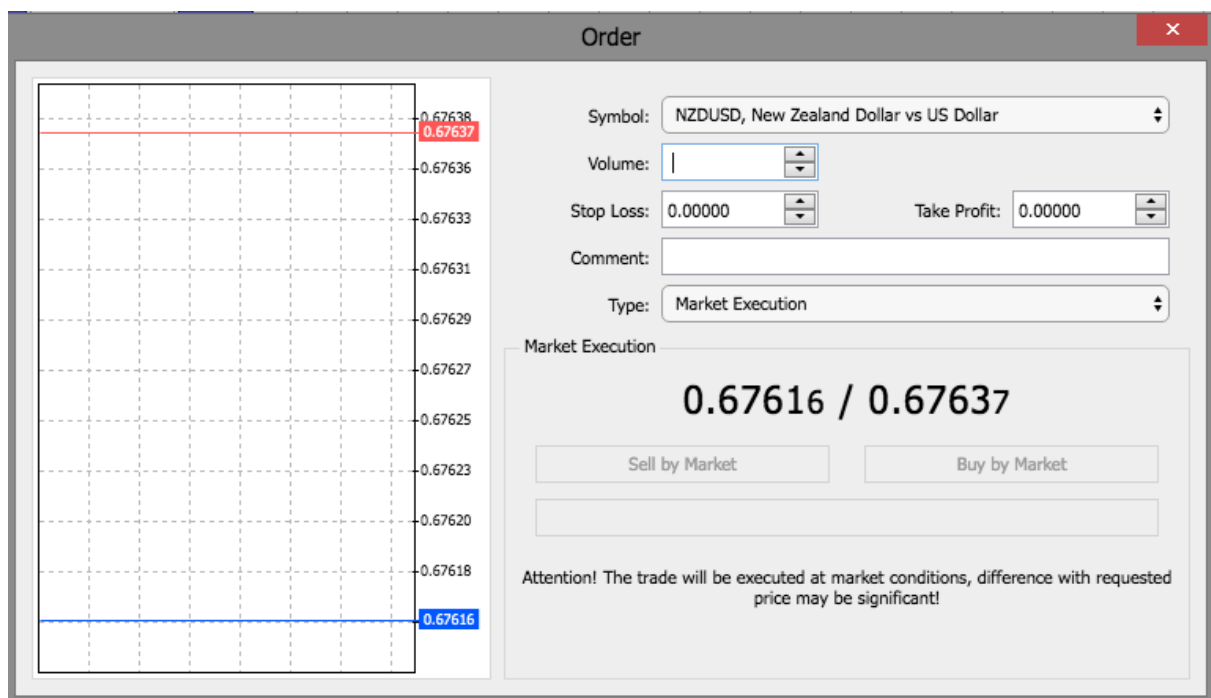 Order
0.67638
0.67637
0.67636
0.67633
0.67631
0.67629
0.67627
0.67625
0.67623
0.67620
0.67618
0.67616
Symbol: NZDUSD, New Zealand Dollar vs US Dollar
Volume:
Stop Loss: 0.00000 Take Profit: 0.00000
Comment:
Type: Market Execution
Market Execution
0.67616 / 0.67637
Sell by Market Buy by Market
Attention! The trade will be executed at market conditions, difference with requested
price may be significant!